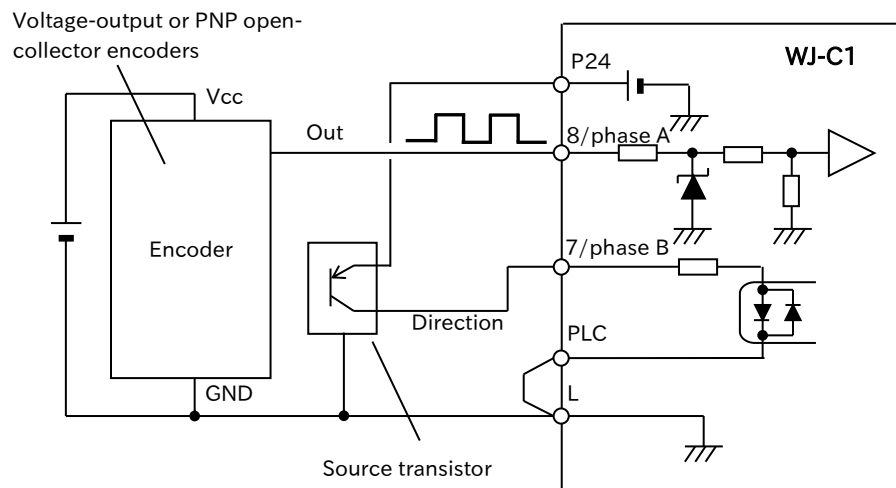 Voltage-output or PNP open-
collector encoders
WJ-C1
P24
Vcc
Out
8/phase A
Encoder
7/phase B
Direction
PLC
GND
L
Source transistor